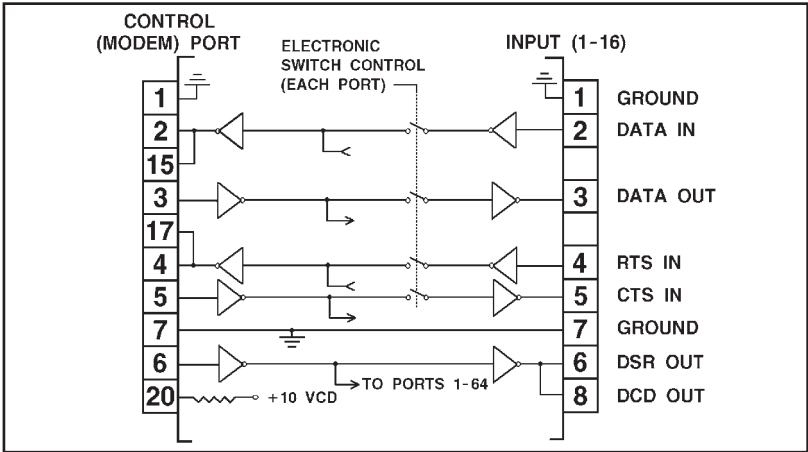 CONTROL
(MODEM) PORT
ELECTRONIC
SWITCH CONTROL
(EACH PORT)
INPUT (1-16)
1
1 GROUND
2
2 DATA IN
15
3
3 DATA OUT
17
4
4 RTS IN
5
5 CTS IN
7
7 GROUND
6
6 DSR OUT
TO PORTS 1-64
20
+10 VCD
8 DCD OUT